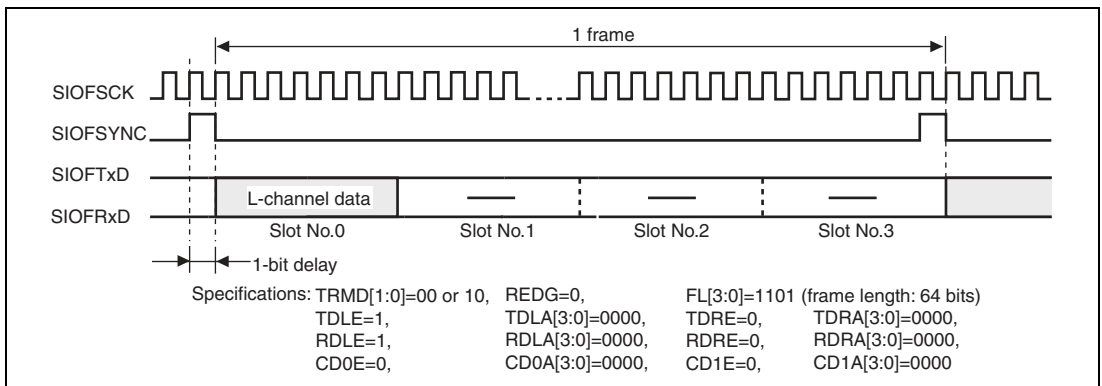 1 frame
SIOFSCK
SIOFSYNC
SIOFTxD
L-channel data
SIOFRxD
Slot No.0 Slot No.1 Slot No.2 Slot No.3
1-bit delay
Specifications: TRMD[1:0]=00 or 10, REDG=0, FL[3:0]=1101 (frame length: 64 bits)
TDLE=1, TDLA[3:0]=0000, TDRE=0, TDRA[3:0]=0000,
RDLE=1, RDLA[3:0]=0000, RDRE=0, RDRA[3:0]=0000,
CD0E=0, CD0A[3:0]=0000, CD1E=0, CD1A[3:0]=0000